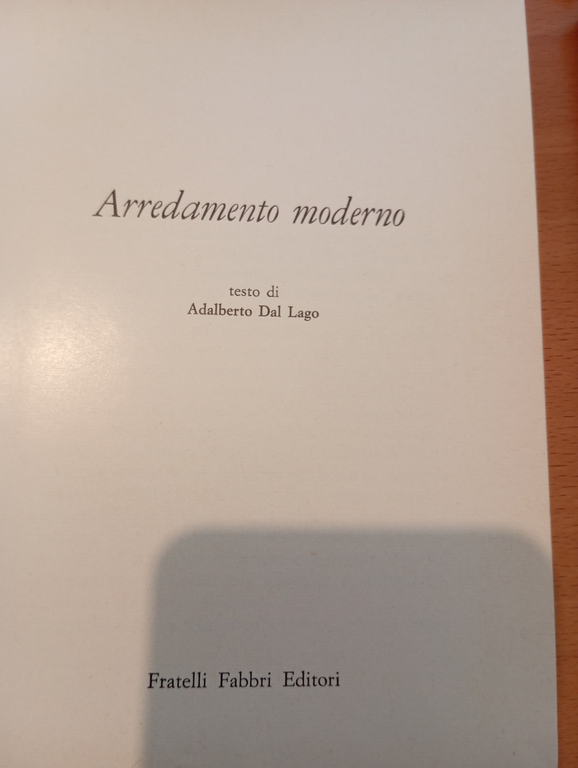 Arredamento moderno
testo di
Adalberto Dal Lago
Fratelli Fabbri Editori